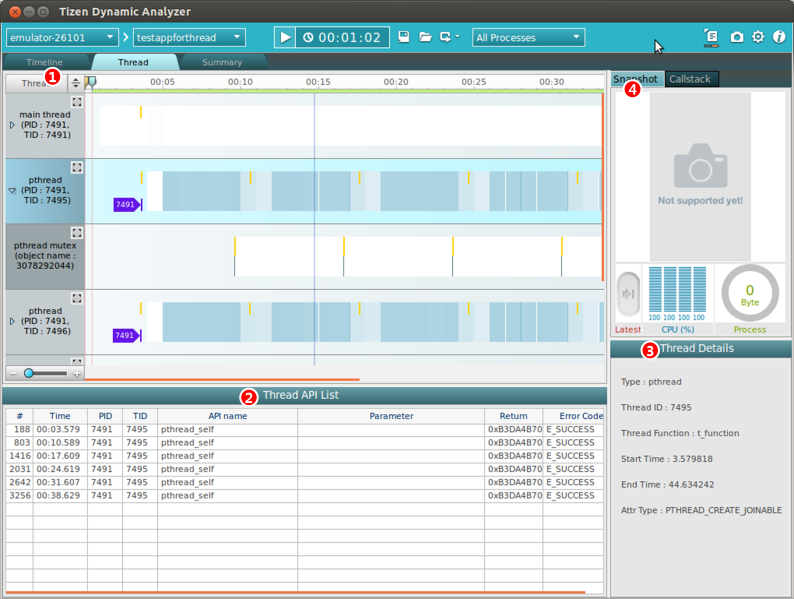 Tizen Dynamic Analyzer
emulator-26101 > testappforthread 00:01:02 All Processes
Timeline Thread Summary
1
00:05 00:10 00:15 00:20 00:25 00:30
main thread
(PID : 7491,
TID : 7491)
pthread
(PID : 7491,
TID : 7495)
7491
pthread mutex
(object name :
3078292044)
pthread
(PID : 7491,
TID : 7496)
7491
Snapshot Callstack
4
Not supported yet!
100 100 100 100
0
Byte
Latest CPU (%) Process
2 Thread API List
# Time PID TID API name Parameter Return Error Code
188 00:03.579 7491 7495 pthread_self 0xB3DA4B70 E_SUCCESS
803 00:10.589 7491 7495 pthread_self 0xB3DA4B70 E_SUCCESS
1416 00:17.609 7491 7495 pthread_self 0xB3DA4B70 E_SUCCESS
2031 00:24.619 7491 7495 pthread_self 0xB3DA4B70 E_SUCCESS
2642 00:31.607 7491 7495 pthread_self 0xB3DA4B70 E_SUCCESS
3256 00:38.629 7491 7495 pthread_self 0xB3DA4B70 E_SUCCESS
3 Thread Details
Type : pthread
Thread ID : 7495
Thread Function : t_function
Start Time : 3.579818
End Time : 44.634242
Attr Type : PTHREAD_CREATE_JOINABLE